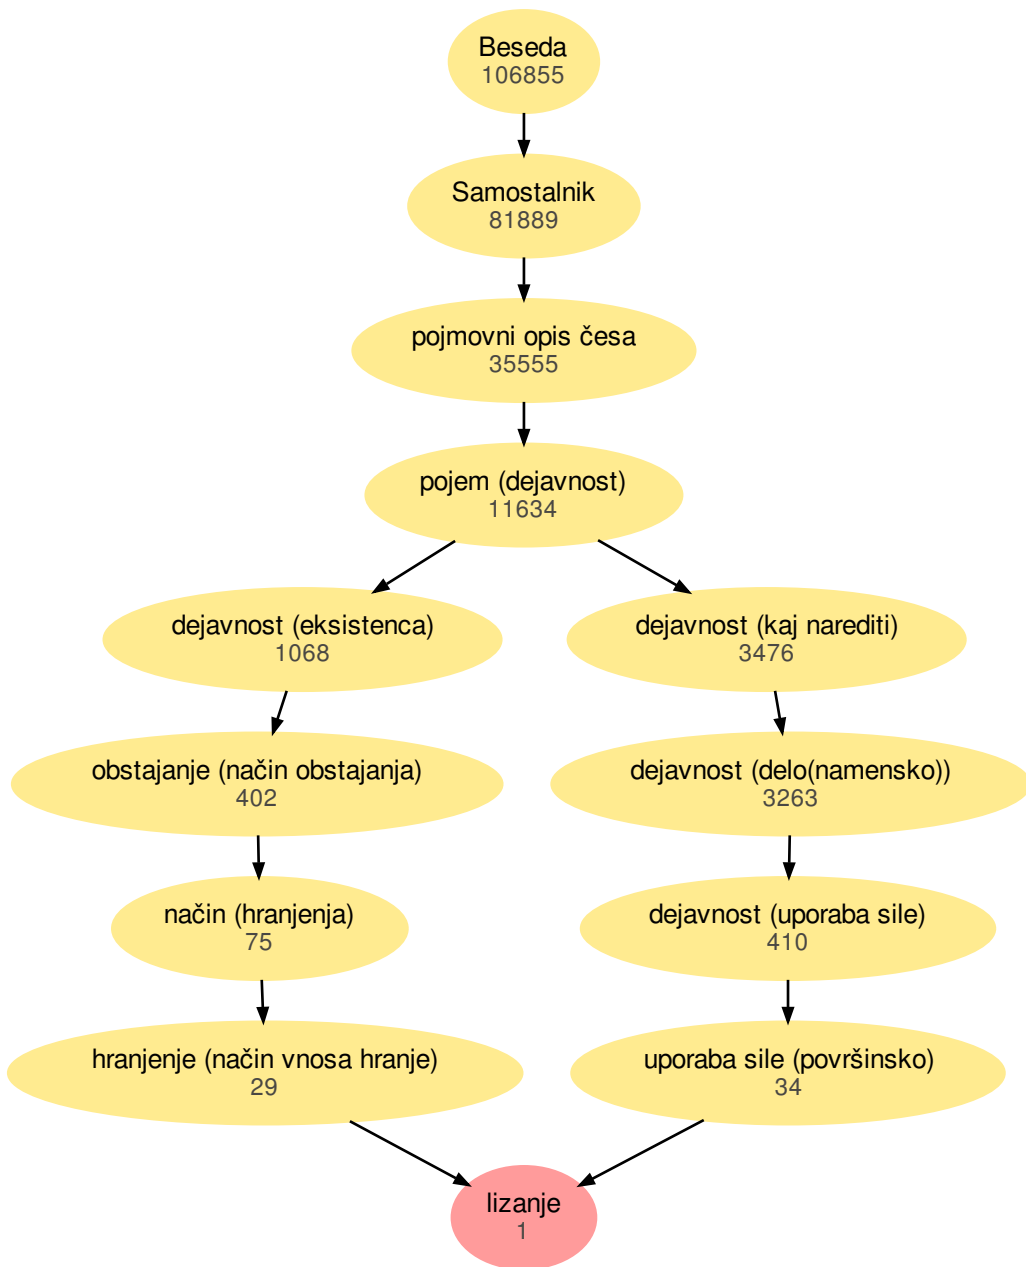 Beseda
106855
Samostalnik
81889
pojmovni opis česa
35555
pojem (dejavnost)
11634
dejavnost (eksistenca)
1068
dejavnost (kaj narediti)
3476
obstajanje (način obstajanja)
402
dejavnost (delo(namensko))
3263
način (hranjenja)
75
dejavnost (uporaba sile)
410
hranjenje (način vnosa hranje)
29
uporaba sile (površinsko)
34
lizanje
1